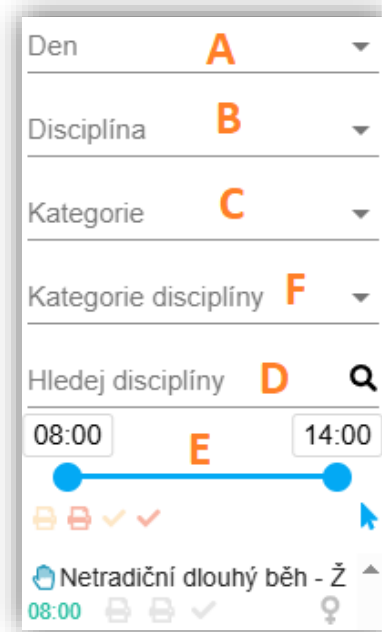 Den A
Disciplína B
Kategorie C
Kategorie disciplíny F
Hledej disciplíny D
08:00 E 14:00
Netradiční dlouhý běh - Ž
08:00